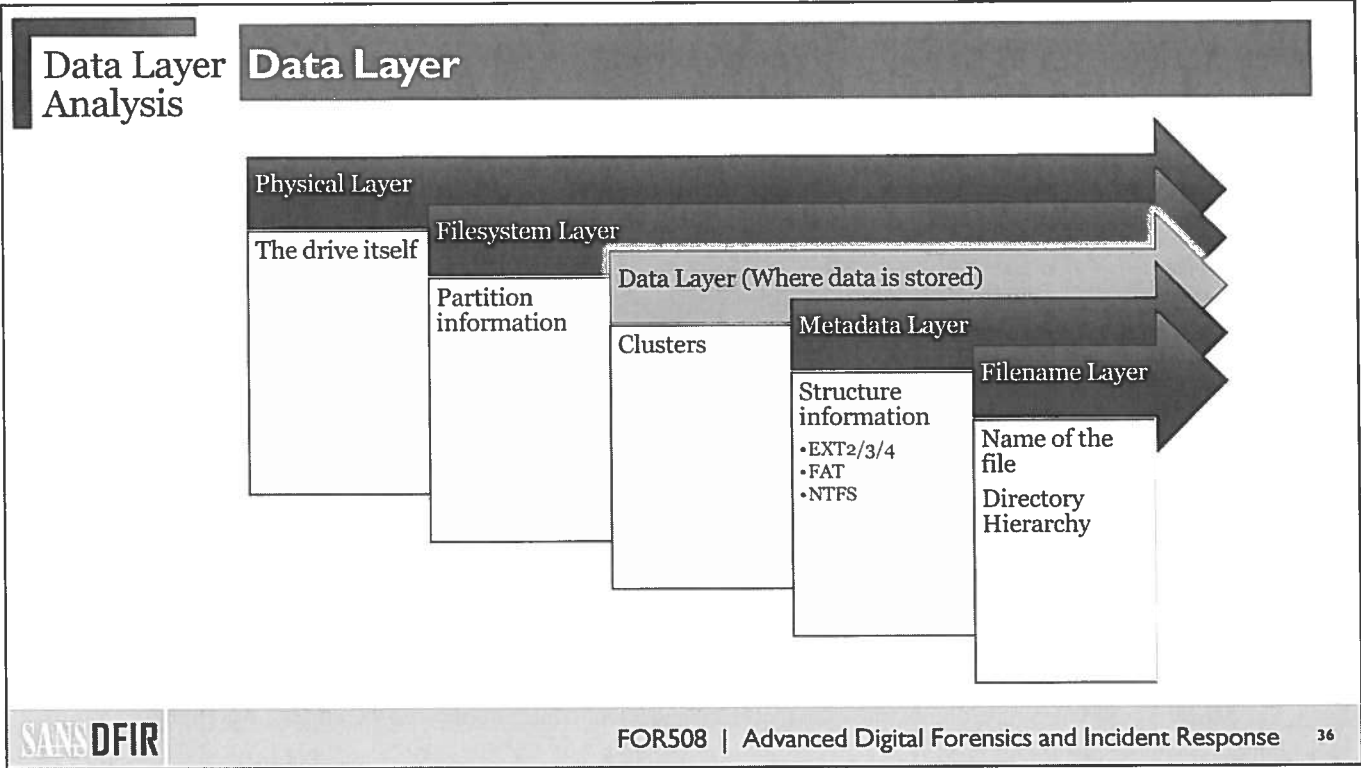 Data Layer
Analysis
Data Layer
Physical Layer
The drive itself
Filesystem Layer
Partition
information
Data Layer (Where data is stored)
Clusters
Metadata Layer
Structure
information
•EXT2/3/4
•FAT
•NTFS
Filename Layer
Name of the
file
Directory
Hierarchy
SANS DFIR
FOR508 | Advanced Digital Forensics and Incident Response 36